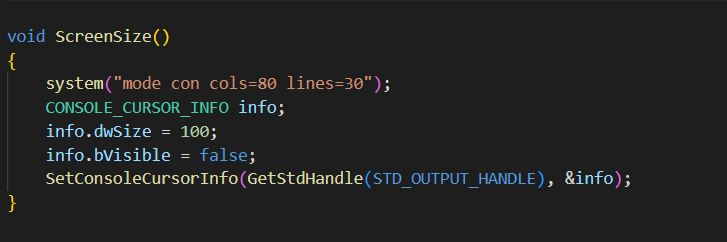 void ScreenSize()
{
    system("mode con cols=80 lines=30");
    CONSOLE_CURSOR_INFO info;
    info.dwSize = 100;
    info.bVisible = false;
    SetConsoleCursorInfo(GetStdHandle(STD_OUTPUT_HANDLE), &info);
}